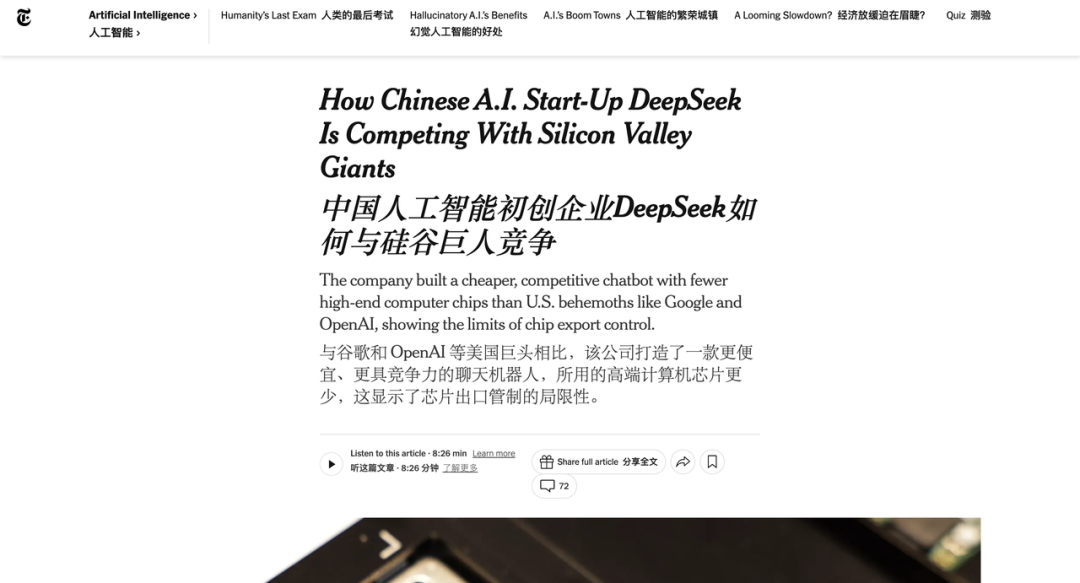 Artificial Intelligence ›
人工智能 ›
Humanity's Last Exam 人类的最后考试
Hallucinatory A.I.'s Benefits
幻觉人工智能的好处
A.I.'s Boom Towns 人工智能的繁荣城镇
A Looming Slowdown? 经济放缓迫在眉睫?
Quiz 测验
How Chinese A.I. Start-Up DeepSeek
Is Competing With Silicon Valley
Giants
中国人工智能初创企业DeepSeek如
何与硅谷巨人竞争
The company built a cheaper, competitive chatbot with fewer
high-end computer chips than U.S. behemoths like Google and
OpenAI, showing the limits of chip export control.
与谷歌和 OpenAI 等美国巨头相比，该公司打造了一款更便
宜、更具竞争力的聊天机器人，所用的高端计算机芯片更
少，这显示了芯片出口管制的局限性。
Listen to this article · 8:26 min Learn more
听这篇文章 · 8:26 分钟 了解更多
Share full article 分享全文
72